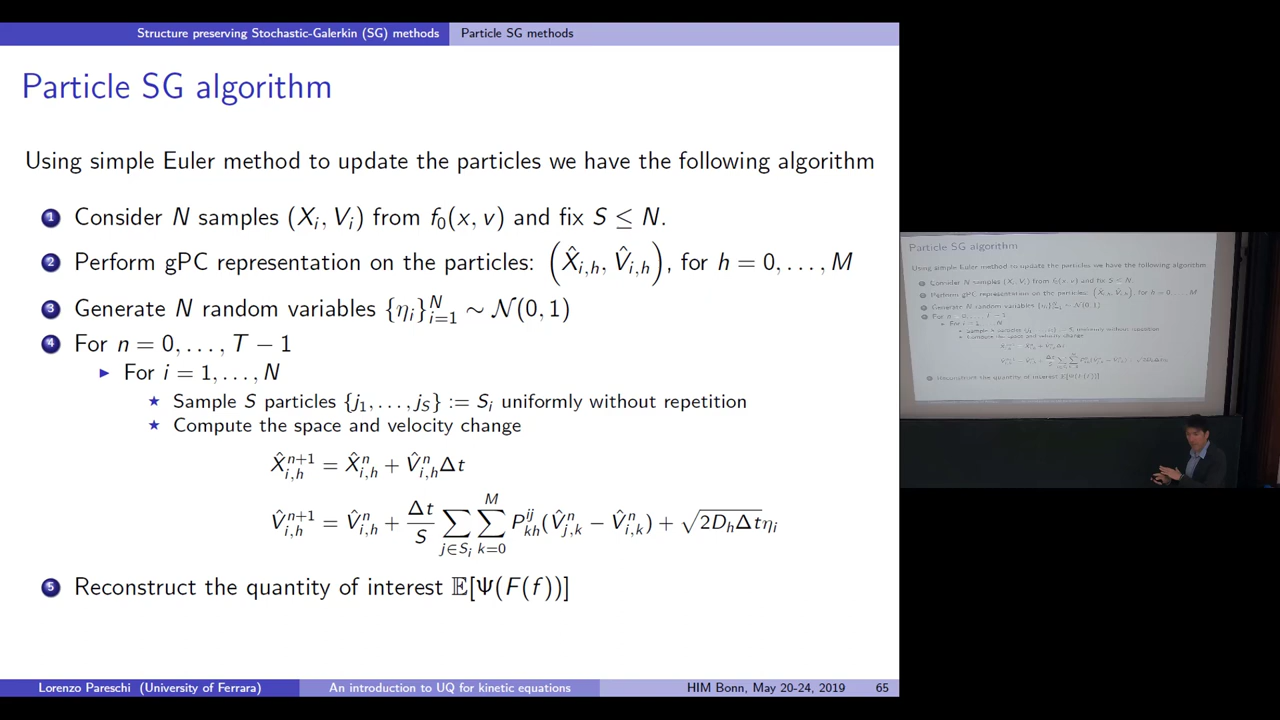 Structure preserving Stochastic-Galerkin (SG) methods Particle SG methods
Particle SG algorithm
Using simple Euler method to update the particles we have the following algorithm
1 Consider N samples (X_i, V_i) from f_0(x, v) and fix S ≤ N.
2 Perform gPC representation on the particles: (X̂_{i,h}, V̂_{i,h}), for h = 0, . . . , M
3 Generate N random variables {η_i}_{i=1}^N ∼ 𝒩(0, 1)
4 For n = 0, . . . , T − 1
► For i = 1, . . . , N
★ Sample S particles {j_1, . . . , j_S} := S_i uniformly without repetition
★ Compute the space and velocity change
X̂_{i,h}^{n+1} = X̂_{i,h}^n + V̂_{i,h}^n Δt
V̂_{i,h}^{n+1} = V̂_{i,h}^n + Δt/S ∑_{j∈S_i} ∑_{k=0}^M P_{kh}^{ij}(V̂_{j,k}^n − V̂_{i,k}^n) + √(2D_hΔt)η_i
5 Reconstruct the quantity of interest 𝔼[Ψ(F(f))]
Lorenzo Pareschi (University of Ferrara) An introduction to UQ for kinetic equations HIM Bonn, May 20-24, 2019 65
Particle SG algorithm
Using simple Euler method to update the particles we have the following algorithm